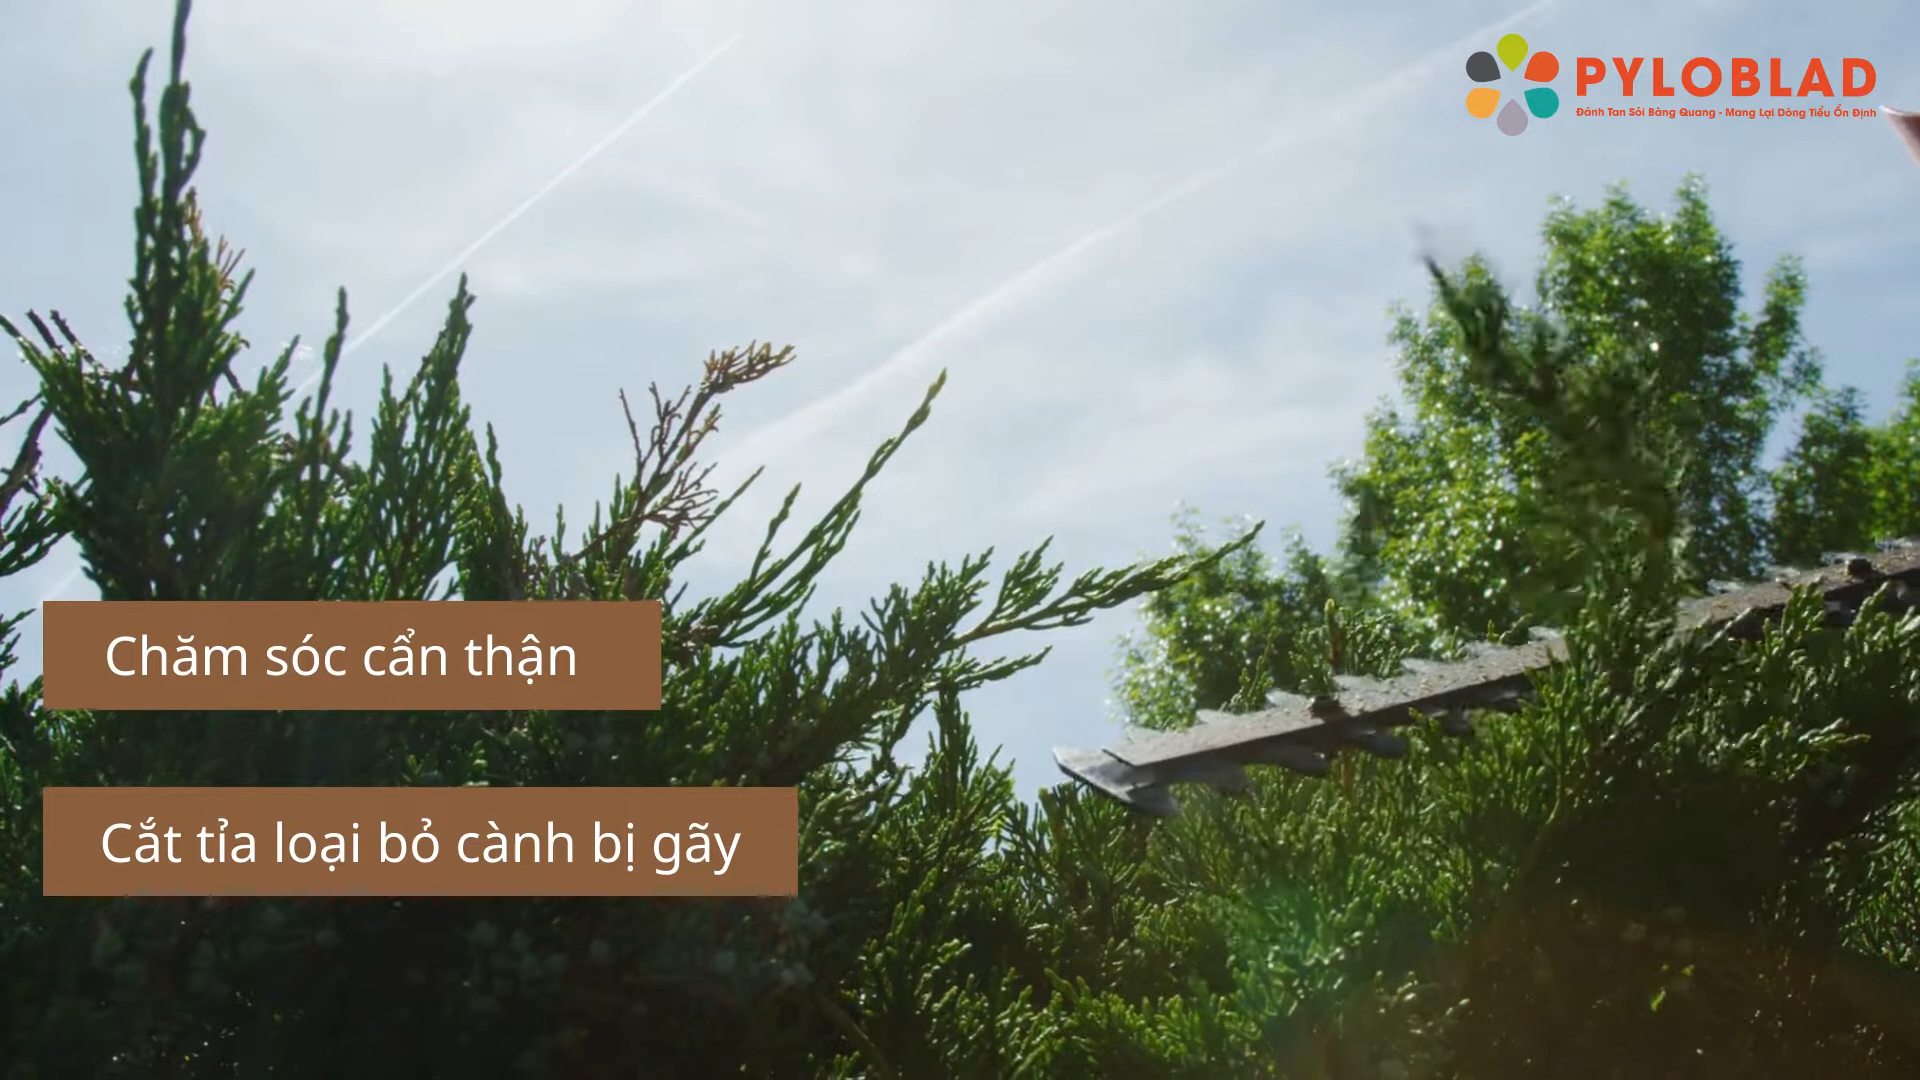 PYLOBLAD
Đánh Tan Sỏi Bàng Quang - Mang Lại Dòng Tiểu Ổn Định
Chăm sóc cẩn thận
Cắt tỉa loại bỏ cành bị gãy